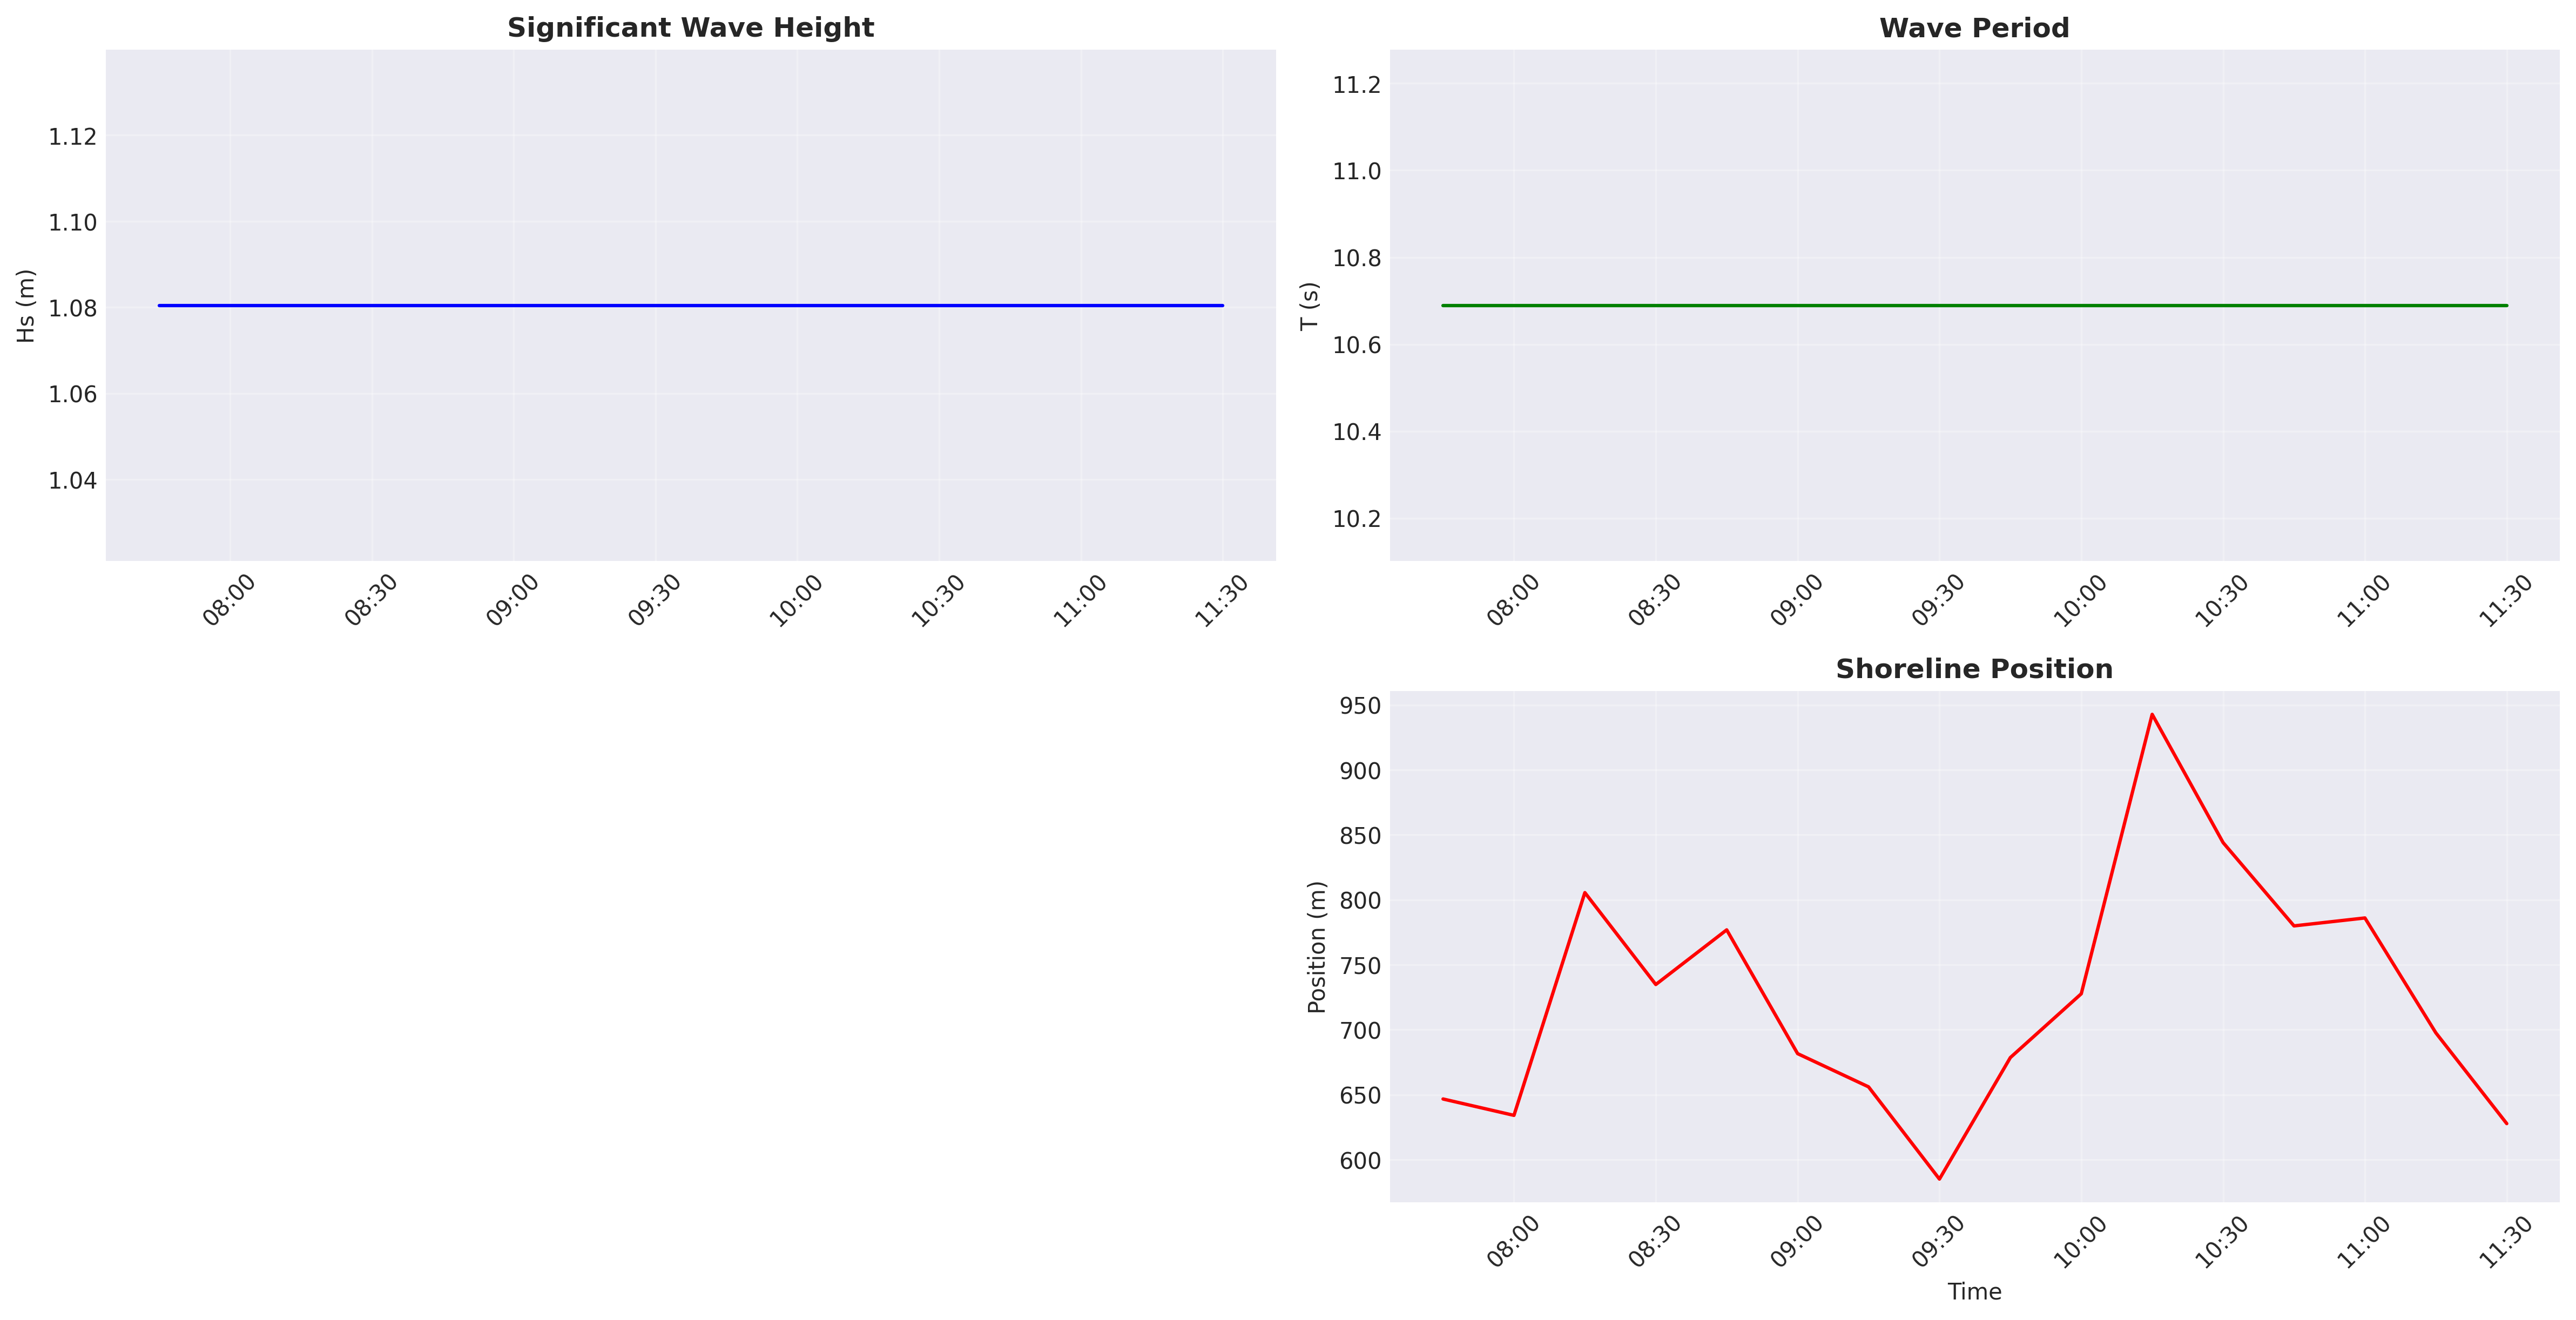 Significant Wave Height
Hs (m)
1.12
1.10
1.08
1.06
1.04
08:00 08:30 09:00 09:30 10:00 10:30 11:00 11:30
Wave Period
T (s)
11.2
11.0
10.8
10.6
10.4
10.2
08:00 08:30 09:00 09:30 10:00 10:30 11:00 11:30
Shoreline Position
Position (m)
950
900
850
800
750
700
650
600
08:00 08:30 09:00 09:30 10:00 10:30 11:00 11:30
Time